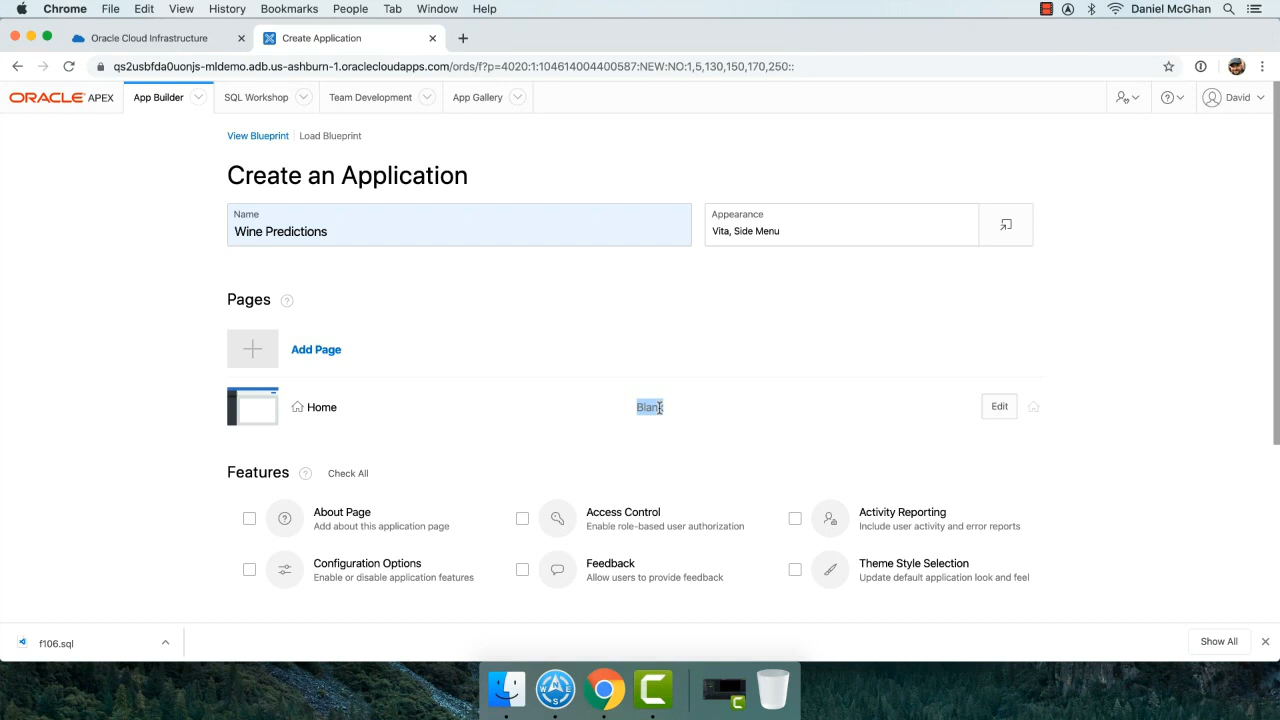 Chrome File Edit View History Bookmarks People Tab Window Help Daniel McGhan
Oracle Cloud Infrastructure Create Application
qs2usbfda0uonjs-mldemo.adb.us-ashburn-1.oraclecloudapps.com/ords/f?p=4020:1:104614004400587:NEW:NO:1,5,130,150,170,250::
ORACLE APEX App Builder SQL Workshop Team Development App Gallery David
View Blueprint Load Blueprint
Create an Application
Name
Wine Predictions
Appearance
Vita, Side Menu
Pages
Add Page
Home Blank Edit
Features Check All
About Page
Add about this application page
Access Control
Enable role-based user authorization
Activity Reporting
Include user activity and error reports
Configuration Options
Enable or disable application features
Feedback
Allow users to provide feedback
Theme Style Selection
Update default application look and feel
f106.sql Show All